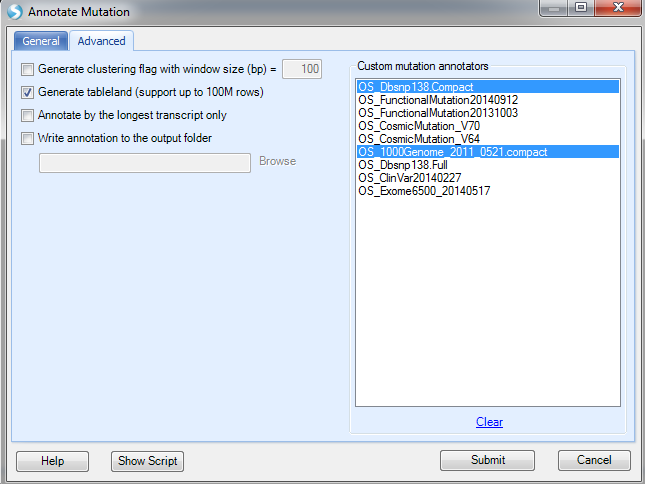 Annotate Mutation
General
Advanced
Generate clustering flag with window size (bp) = 100
Generate tableland (support up to 100M rows)
Annotate by the longest transcript only
Write annotation to the output folder
Browse
Custom mutation annotators
OS_Dbsnp138.Compact
OS_FunctionalMutation20140912
OS_FunctionalMutation20131003
OS_CosmicMutation_V70
OS_CosmicMutation_V64
OS_1000Genome_2011_0521.compact
OS_Dbsnp138.Full
OS_ClinVar20140227
OS_Exome6500_20140517
Clear
Help
Show Script
Submit
Cancel